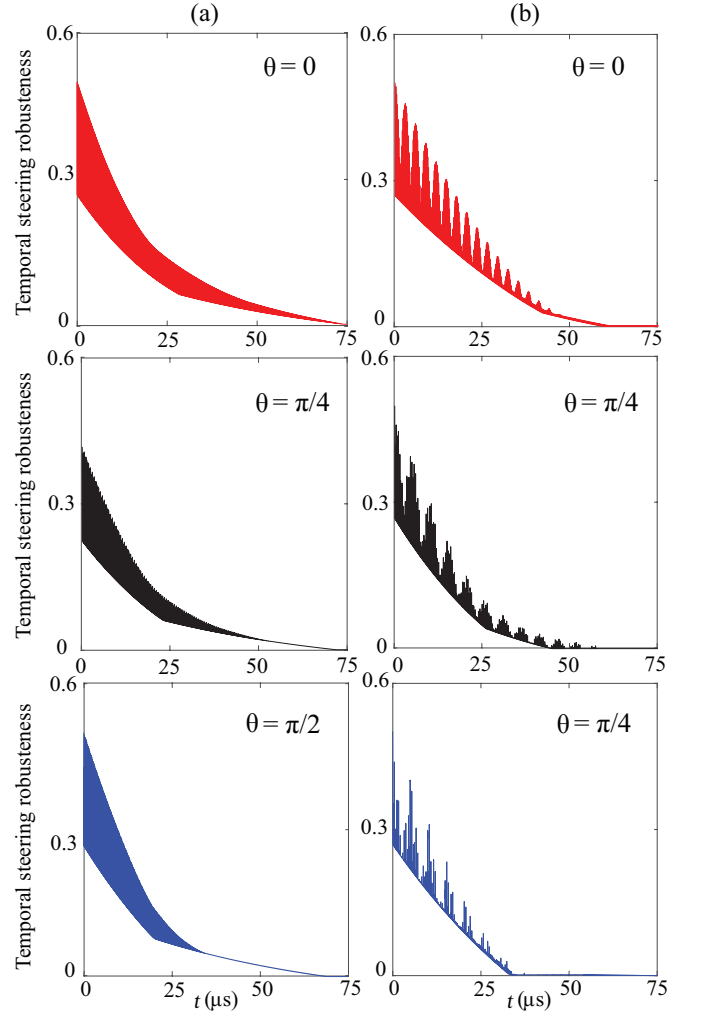 (a) (b)
0.6 0.6
Temporal steering robusteness
θ = 0 θ = 0
0.3 0.3
0 0
0 25 50 75 0 25 50 75
0.6 0.6
Temporal steering robusteness
θ = π/4 θ = π/4
0.3 0.3
0 0
0 25 50 75 0 25 50 75
0.6 0.6
Temporal steering robusteness
θ = π/2 θ = π/4
0.3 0.3
0 0
0 25 50 75 0 25 50 75
t (μs) t (μs)